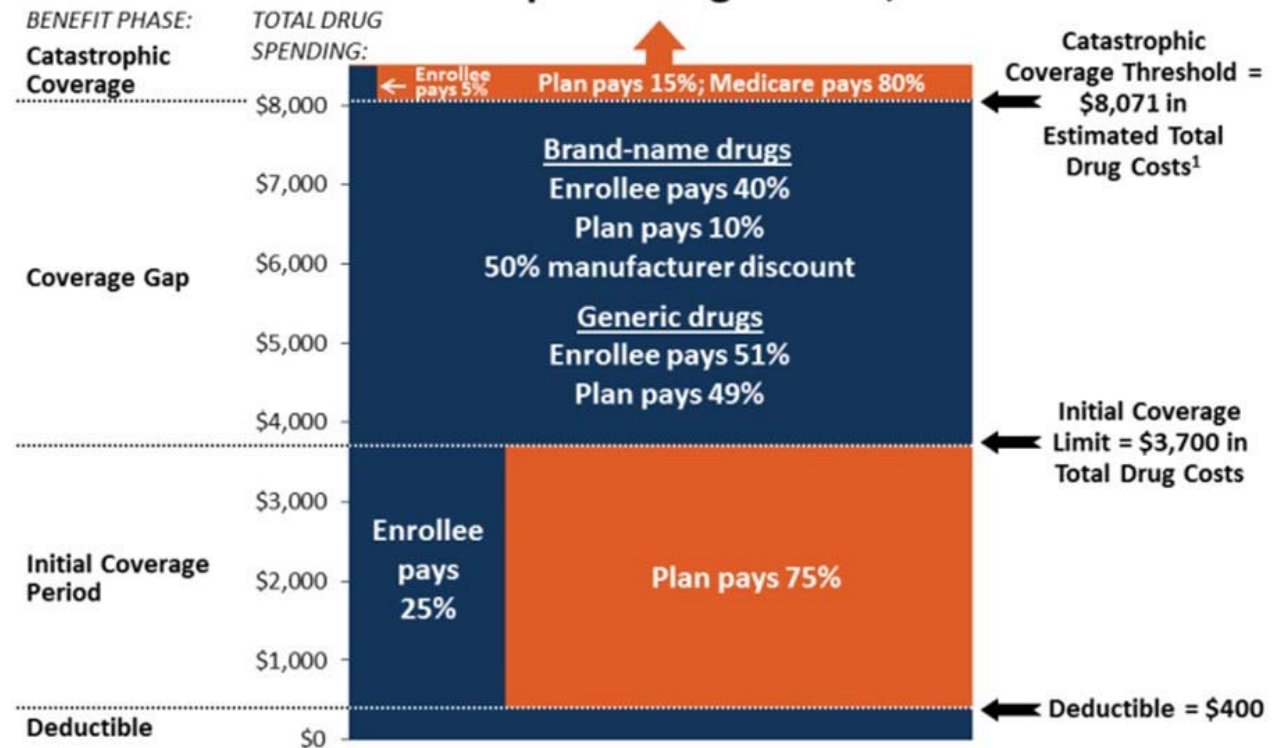 BENEFIT PHASE:
TOTAL DRUG
SPENDING:
Catastrophic
Coverage
Enrollee
pays 5%
Plan pays 15%; Medicare pays 80%
Catastrophic
Coverage Threshold =
$8,071 in
Estimated Total
Drug Costs¹
$8,000
$7,000
$6,000
$5,000
$4,000
$3,000
$2,000
$1,000
$0
Coverage Gap
Brand-name drugs
Enrollee pays 40%
Plan pays 10%
50% manufacturer discount
Generic drugs
Enrollee pays 51%
Plan pays 49%
Initial Coverage
Limit = $3,700 in
Total Drug Costs
Initial Coverage
Period
Enrollee
pays
25%
Plan pays 75%
Deductible = $400
Deductible